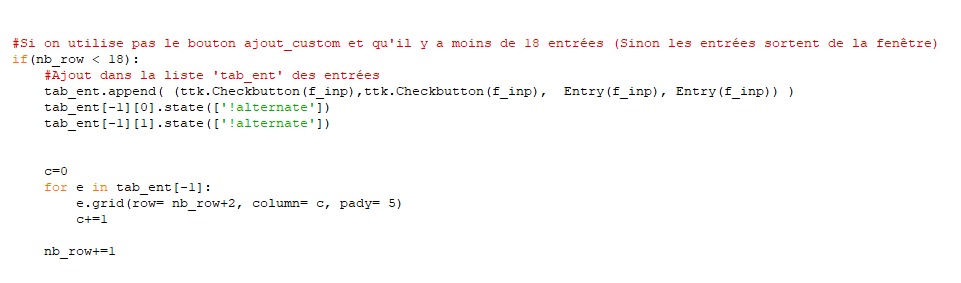 #Si on utilise pas le bouton ajout_custom et qu'il y a moins de 18 entrées (Sinon les entrées sortent de la fenêtre)
if(nb_row < 18):
    #Ajout dans la liste 'tab_ent' des entrées
    tab_ent.append( (ttk.Checkbutton(f_inp),ttk.Checkbutton(f_inp),  Entry(f_inp), Entry(f_inp)) )
    tab_ent[-1][0].state(['!alternate'])
    tab_ent[-1][1].state(['!alternate'])
    c=0
    for e in tab_ent[-1]:
        e.grid(row= nb_row+2, column= c, pady= 5)
        c+=1
    nb_row+=1